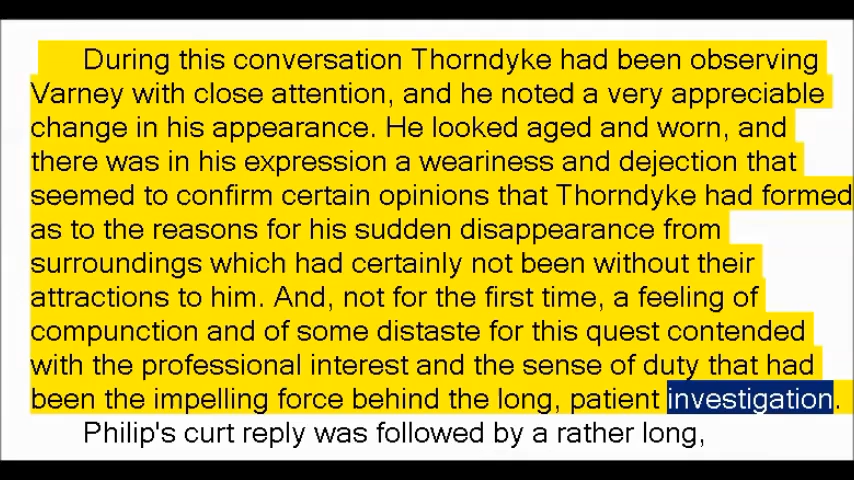 During this conversation Thorndyke had been observing
Varney with close attention, and he noted a very appreciable
change in his appearance. He looked aged and worn, and
there was in his expression a weariness and dejection that
seemed to confirm certain opinions that Thorndyke had formed
as to the reasons for his sudden disappearance from
surroundings which had certainly not been without their
attractions to him. And, not for the first time, a feeling of
compunction and of some distaste for this quest contended
with the professional interest and the sense of duty that had
been the impelling force behind the long, patient investigation.
Philip's curt reply was followed by a rather long,